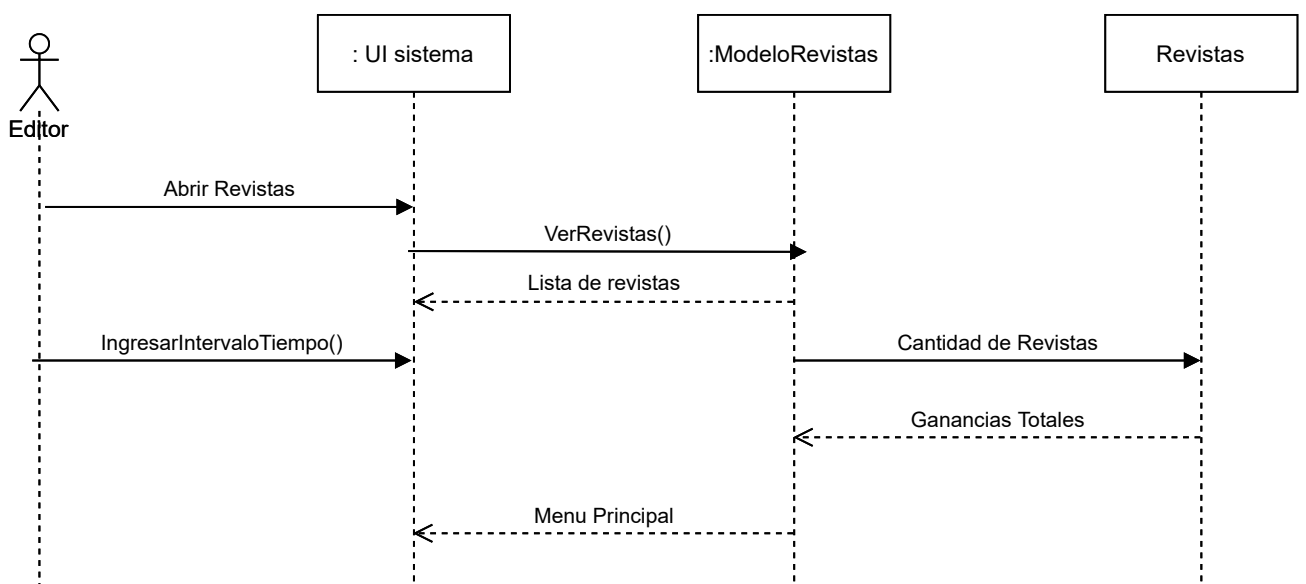 : UI sistema
:ModeloRevistas
Revistas
Editor
Abrir Revistas
VerRevistas()
Lista de revistas
IngresarIntervaloTiempo()
Cantidad de Revistas
Ganancias Totales
Menu Principal